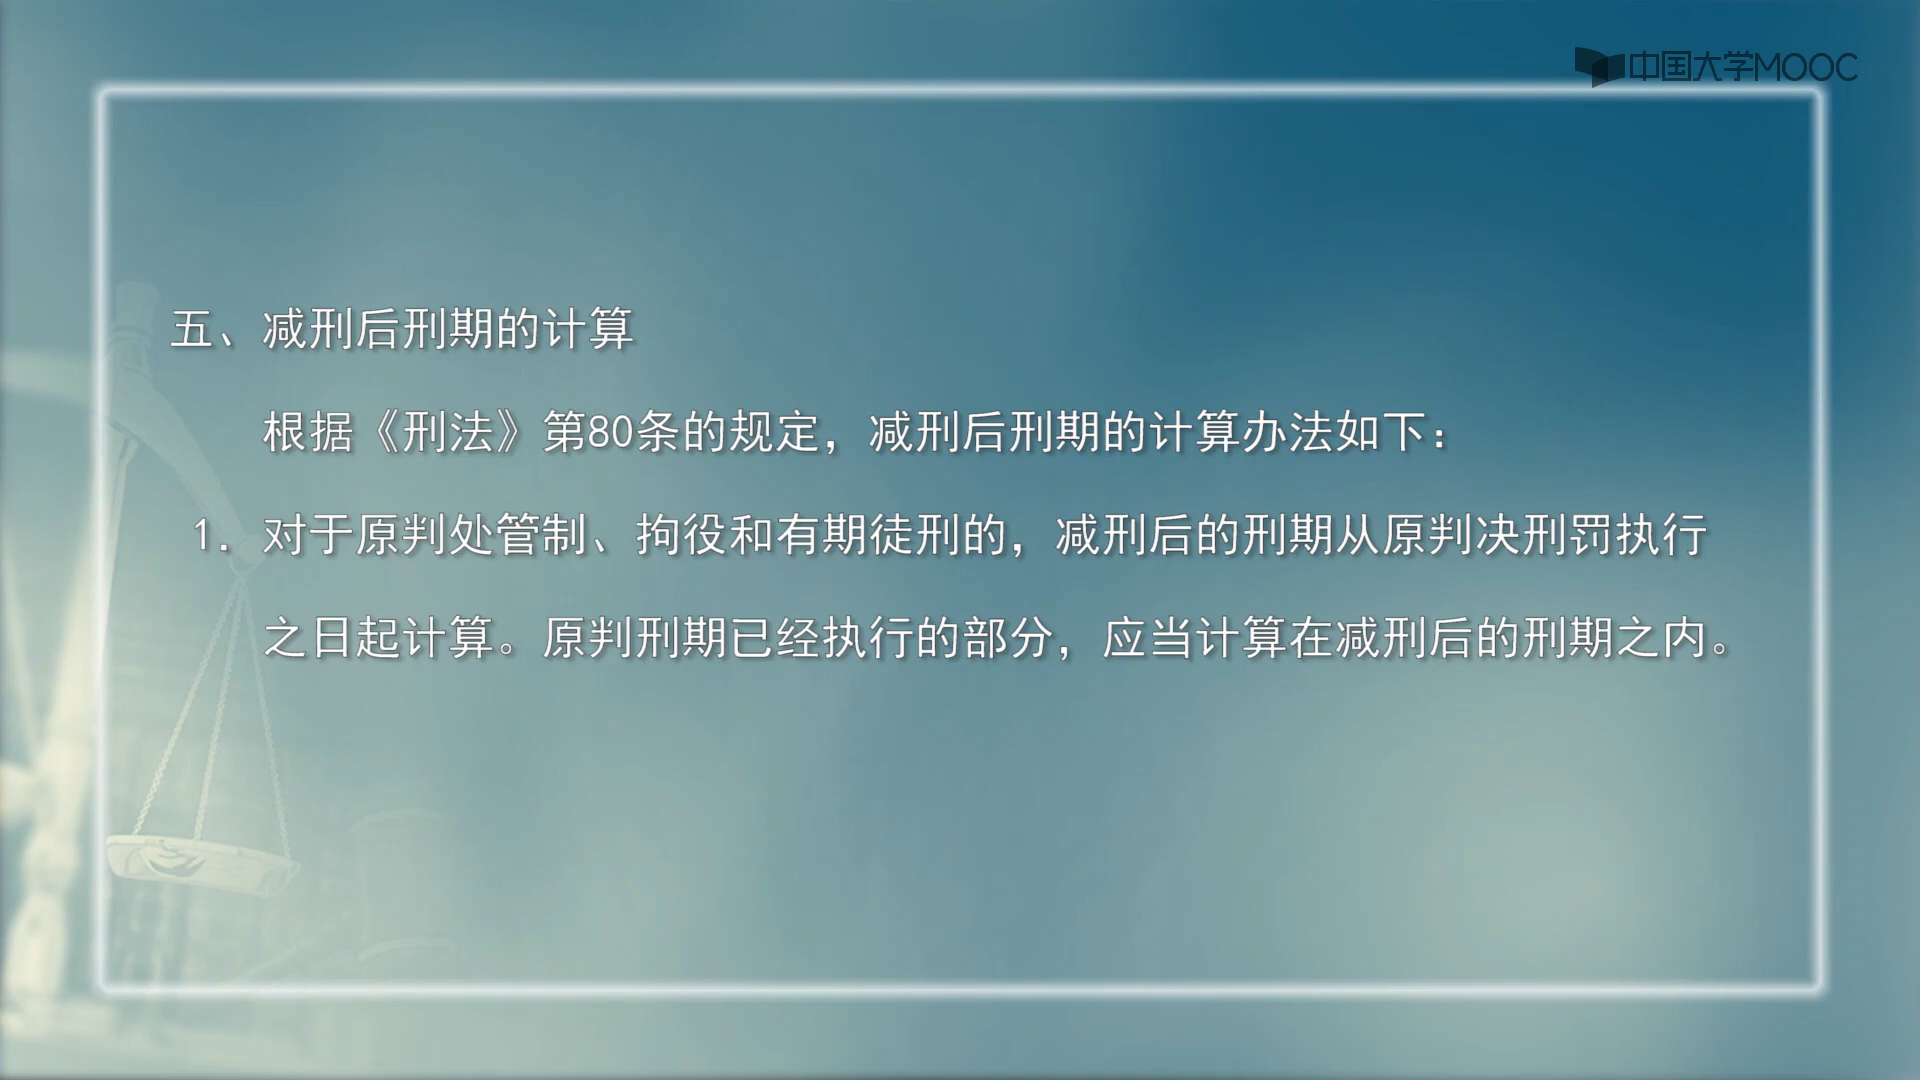 中国大学MOOC
五、减刑后刑期的计算
根据《刑法》第80条的规定，减刑后刑期的计算办法如下：
1. 对于原判处管制、拘役和有期徒刑的，减刑后的刑期从原判决刑罚执行
之日起计算。原判刑期已经执行的部分，应当计算在减刑后的刑期之内。